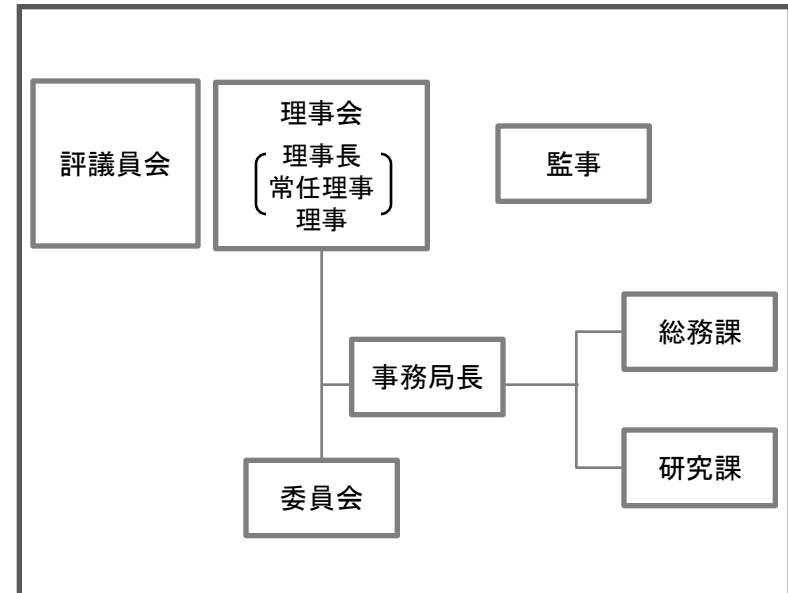 評議員会
理事会
理事長
常任理事
理事
監事
総務課
事務局長
研究課
委員会